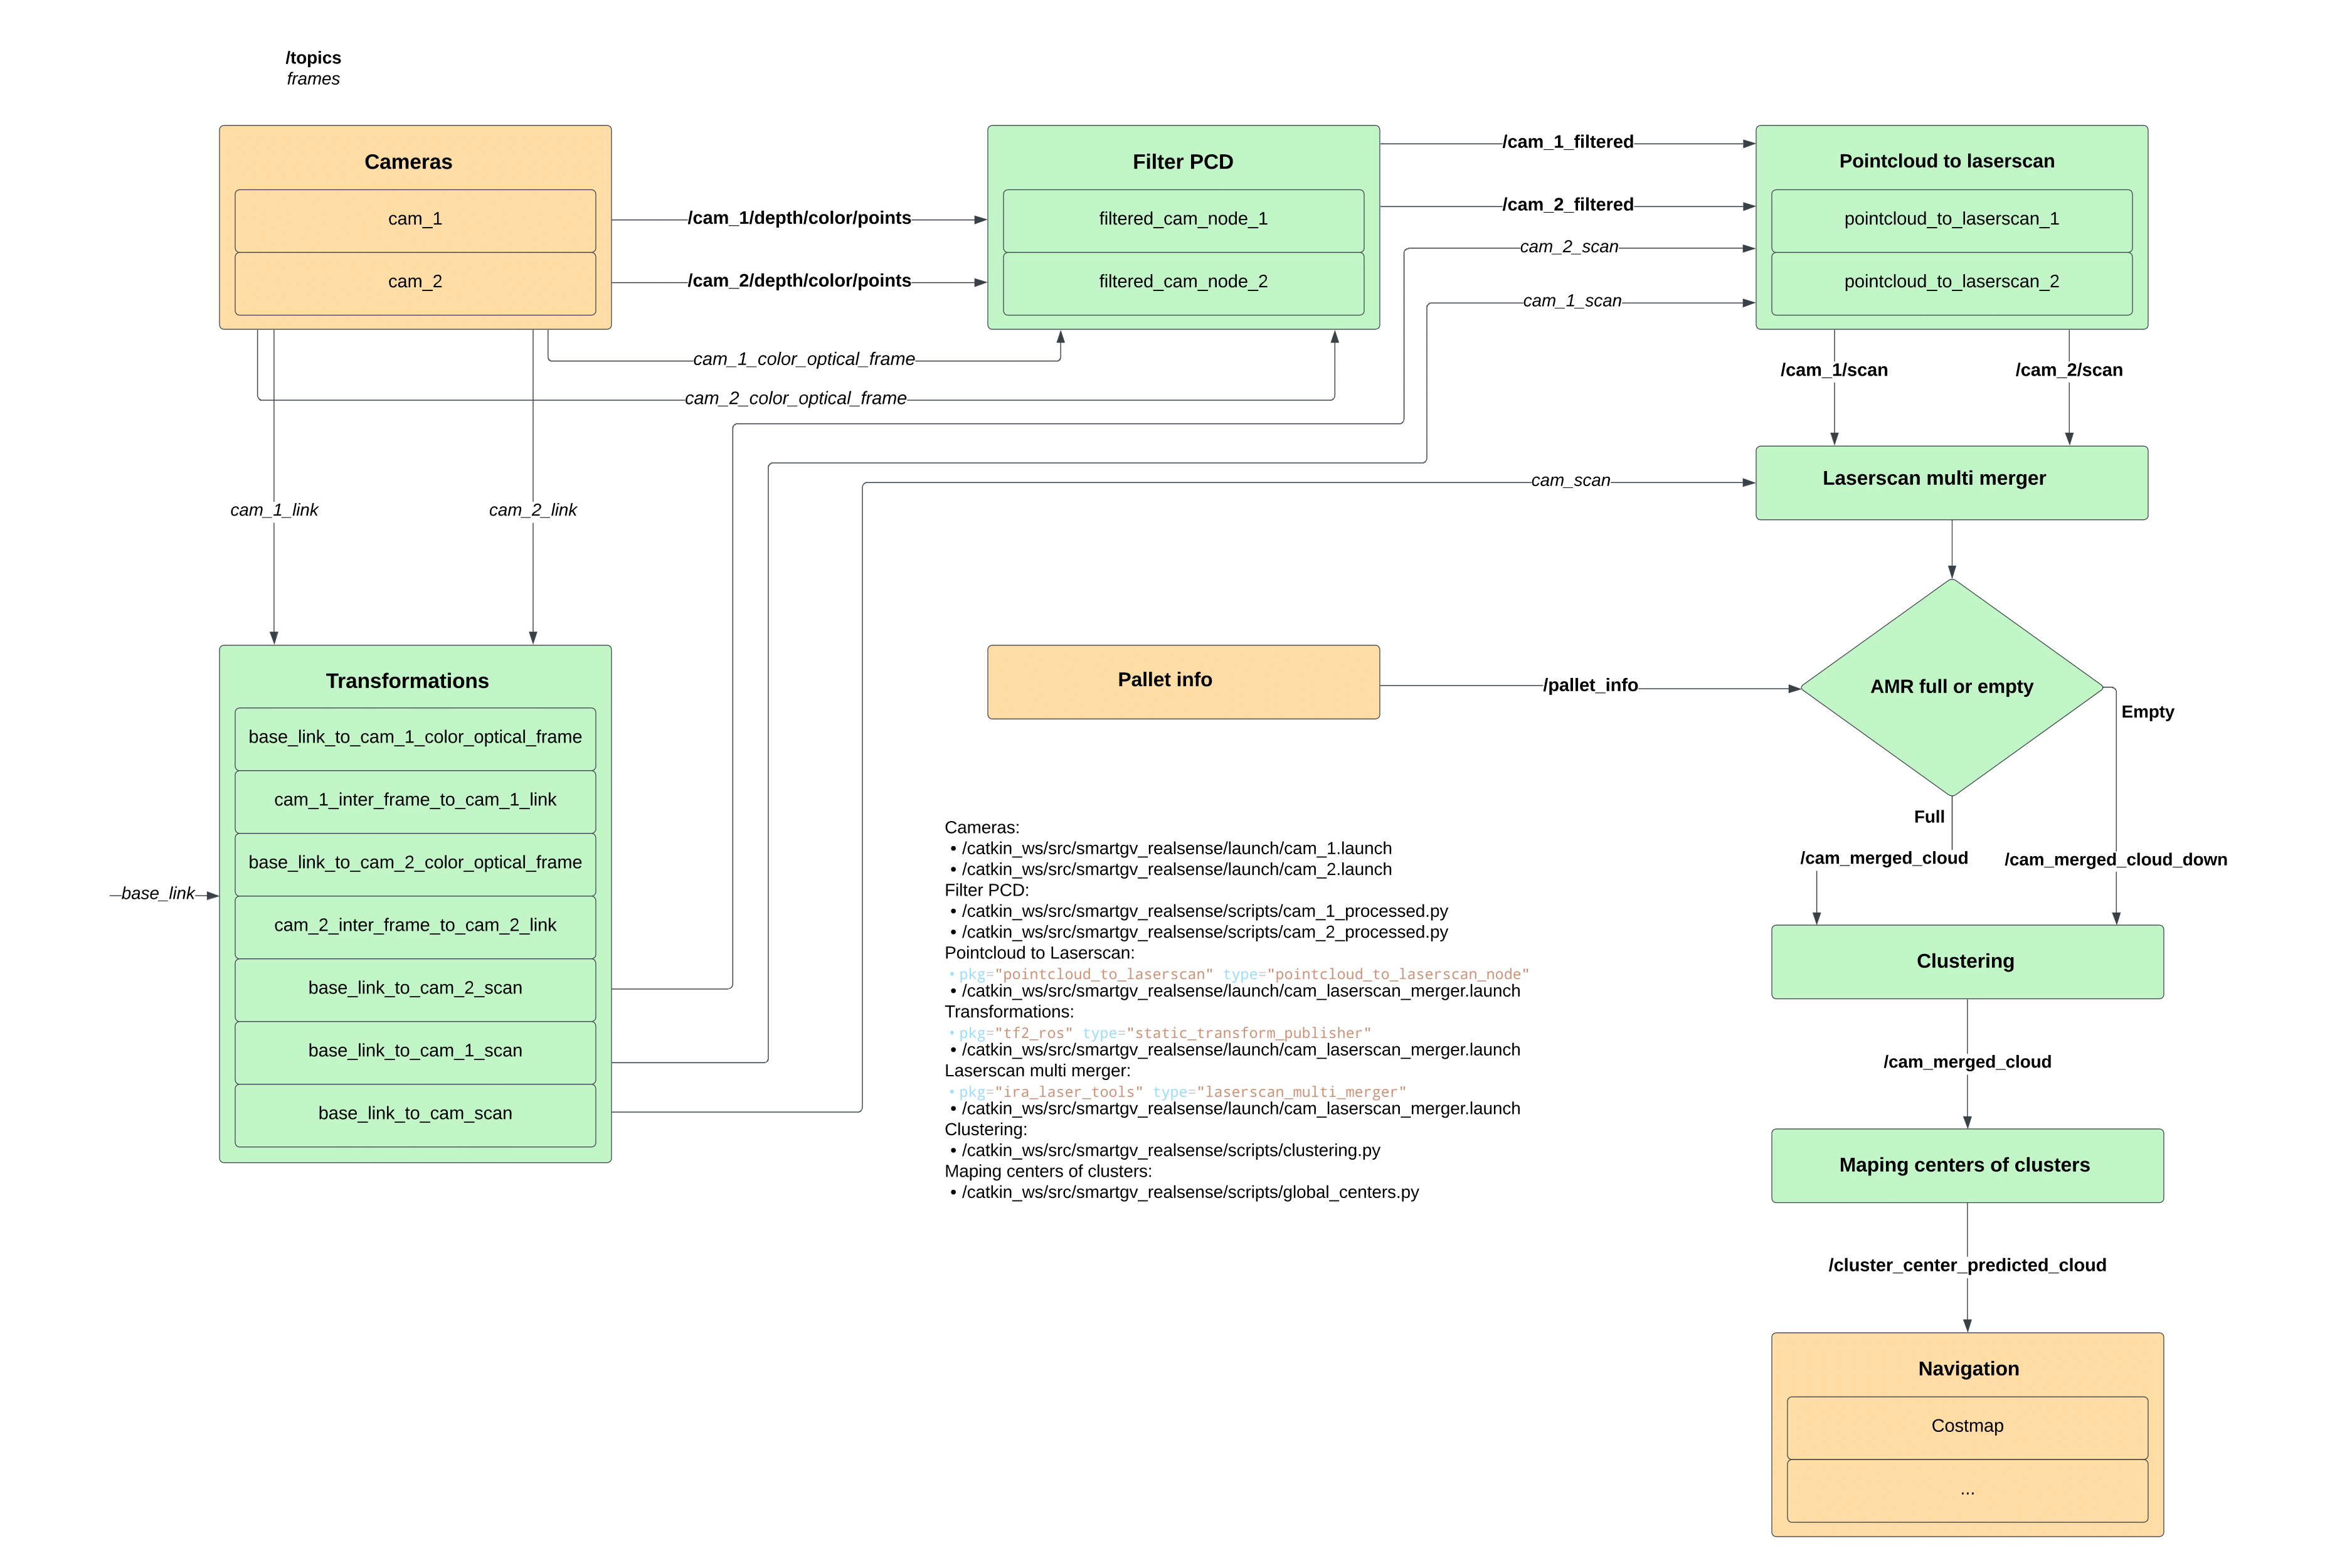 /topics
frames
Cameras
cam_1
cam_2
/cam_1/depth/color/points
/cam_2/depth/color/points
Filter PCD
filtered_cam_node_1
filtered_cam_node_2
/cam_1_filtered
/cam_2_filtered
cam_2_scan
cam_1_scan
Pointcloud to laserscan
pointcloud_to_laserscan_1
pointcloud_to_laserscan_2
cam_1_color_optical_frame
cam_2_color_optical_frame
/cam_1/scan
/cam_2/scan
cam_1_link
cam_2_link
cam_scan
Laserscan multi merger
Transformations
base_link_to_cam_1_color_optical_frame
cam_1_inter_frame_to_cam_1_link
base_link_to_cam_2_color_optical_frame
cam_2_inter_frame_to_cam_2_link
base_link_to_cam_2_scan
base_link_to_cam_1_scan
base_link_to_cam_scan
base_link
Pallet info
/pallet_info
AMR full or empty
Empty
Full
/cam_merged_cloud
/cam_merged_cloud_down
Cameras:
• /catkin_ws/src/smartgv_realsense/launch/cam_1.launch
• /catkin_ws/src/smartgv_realsense/launch/cam_2.launch
Filter PCD:
• /catkin_ws/src/smartgv_realsense/scripts/cam_1_processed.py
• /catkin_ws/src/smartgv_realsense/scripts/cam_2_processed.py
Pointcloud to Laserscan:
• pkg="pointcloud_to_laserscan" type="pointcloud_to_laserscan_node"
• /catkin_ws/src/smartgv_realsense/launch/cam_laserscan_merger.launch
Transformations:
• pkg="tf2_ros" type="static_transform_publisher"
• /catkin_ws/src/smartgv_realsense/launch/cam_laserscan_merger.launch
Laserscan multi merger:
• pkg="ira_laser_tools" type="laserscan_multi_merger"
• /catkin_ws/src/smartgv_realsense/launch/cam_laserscan_merger.launch
Clustering:
• /catkin_ws/src/smartgv_realsense/scripts/clustering.py
Maping centers of clusters:
• /catkin_ws/src/smartgv_realsense/scripts/global_centers.py
Clustering
/cam_merged_cloud
Maping centers of clusters
/cluster_center_predicted_cloud
Navigation
Costmap
...